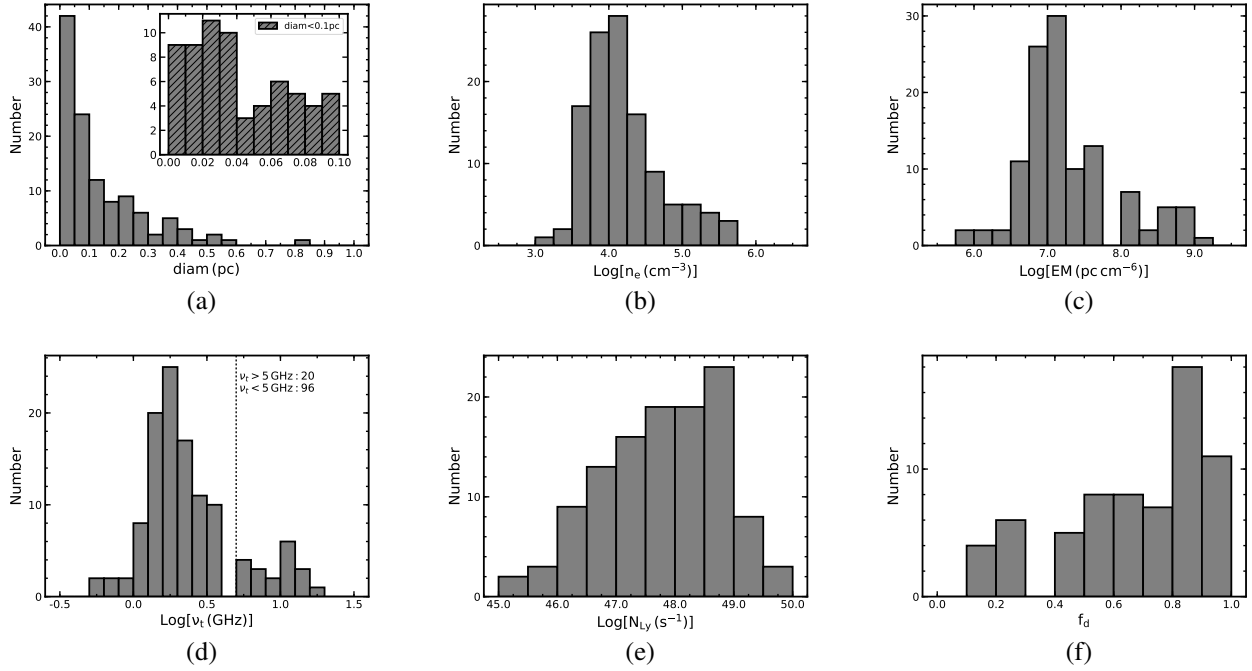 40
30
20
10
0
Number
0.0 0.1 0.2 0.3 0.4 0.5 0.6 0.7 0.8 0.9 1.0
diam (pc)
10
8
6
4
2
0
0.00 0.02 0.04 0.06 0.08 0.10
diam<0.1pc
(a)
20
10
0
Number
3.0 4.0 5.0 6.0
Log[nₑ (cm⁻³)]
(b)
30
20
10
0
Number
6.0 7.0 8.0 9.0
Log[EM (pc cm⁻⁶)]
(c)
20
10
0
Number
νₜ > 5 GHz : 20
νₜ < 5 GHz : 96
-0.5 0.0 0.5 1.0 1.5
Log[νₜ (GHz)]
(d)
20
10
0
Number
45.0 46.0 47.0 48.0 49.0 50.0
Log[N_Ly (s⁻¹)]
(e)
10
0
Number
0.0 0.2 0.4 0.6 0.8 1.0
f_d
(f)